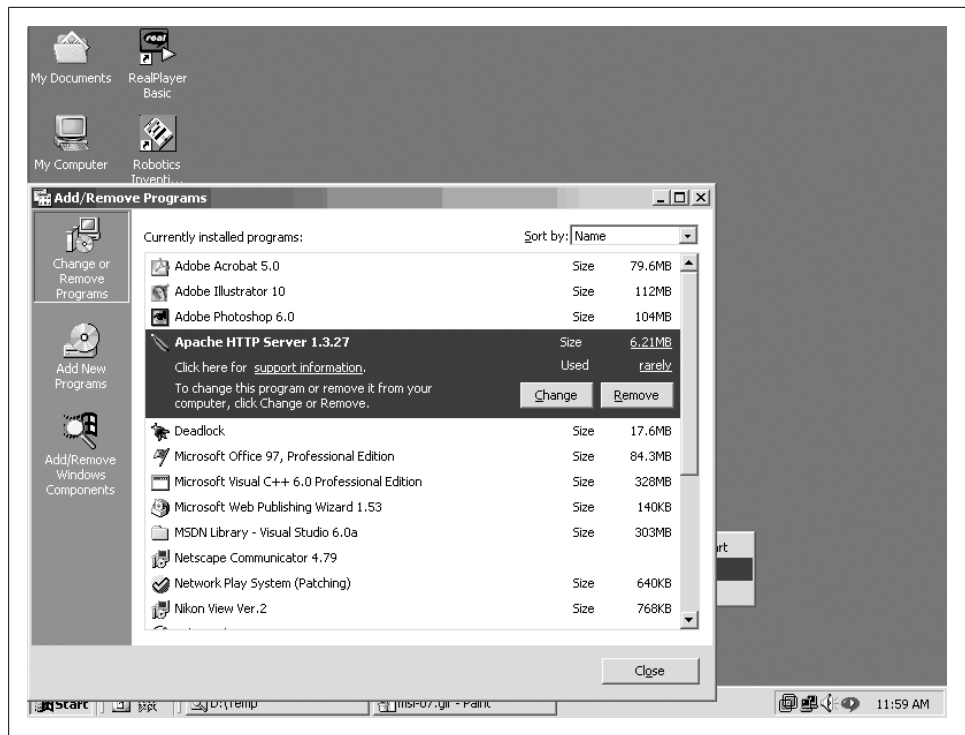 My Documents
RealPlayer
Basic
My Computer
Robotics
Inventi...
Add/Remove Programs
Change or
Remove
Programs
Add New
Programs
Add/Remove
Windows
Components
Currently installed programs:
Sort by: Name
Adobe Acrobat 5.0 Size 79.6MB
Adobe Illustrator 10 Size 112MB
Adobe Photoshop 6.0 Size 104MB
Apache HTTP Server 1.3.27 Size 6.21MB
Click here for support information. Used rarely
To change this program or remove it from your
computer, click Change or Remove.
Change Remove
Deadlock Size 17.6MB
Microsoft Office 97, Professional Edition Size 84.3MB
Microsoft Visual C++ 6.0 Professional Edition Size 328MB
Microsoft Web Publishing Wizard 1.53 Size 140KB
MSDN Library - Visual Studio 6.0a Size 303MB
Netscape Communicator 4.79
Network Play System (Patching) Size 640KB
Nikon View Ver.2 Size 768KB
Close
Start D:\Temp Paint 11:59 AM